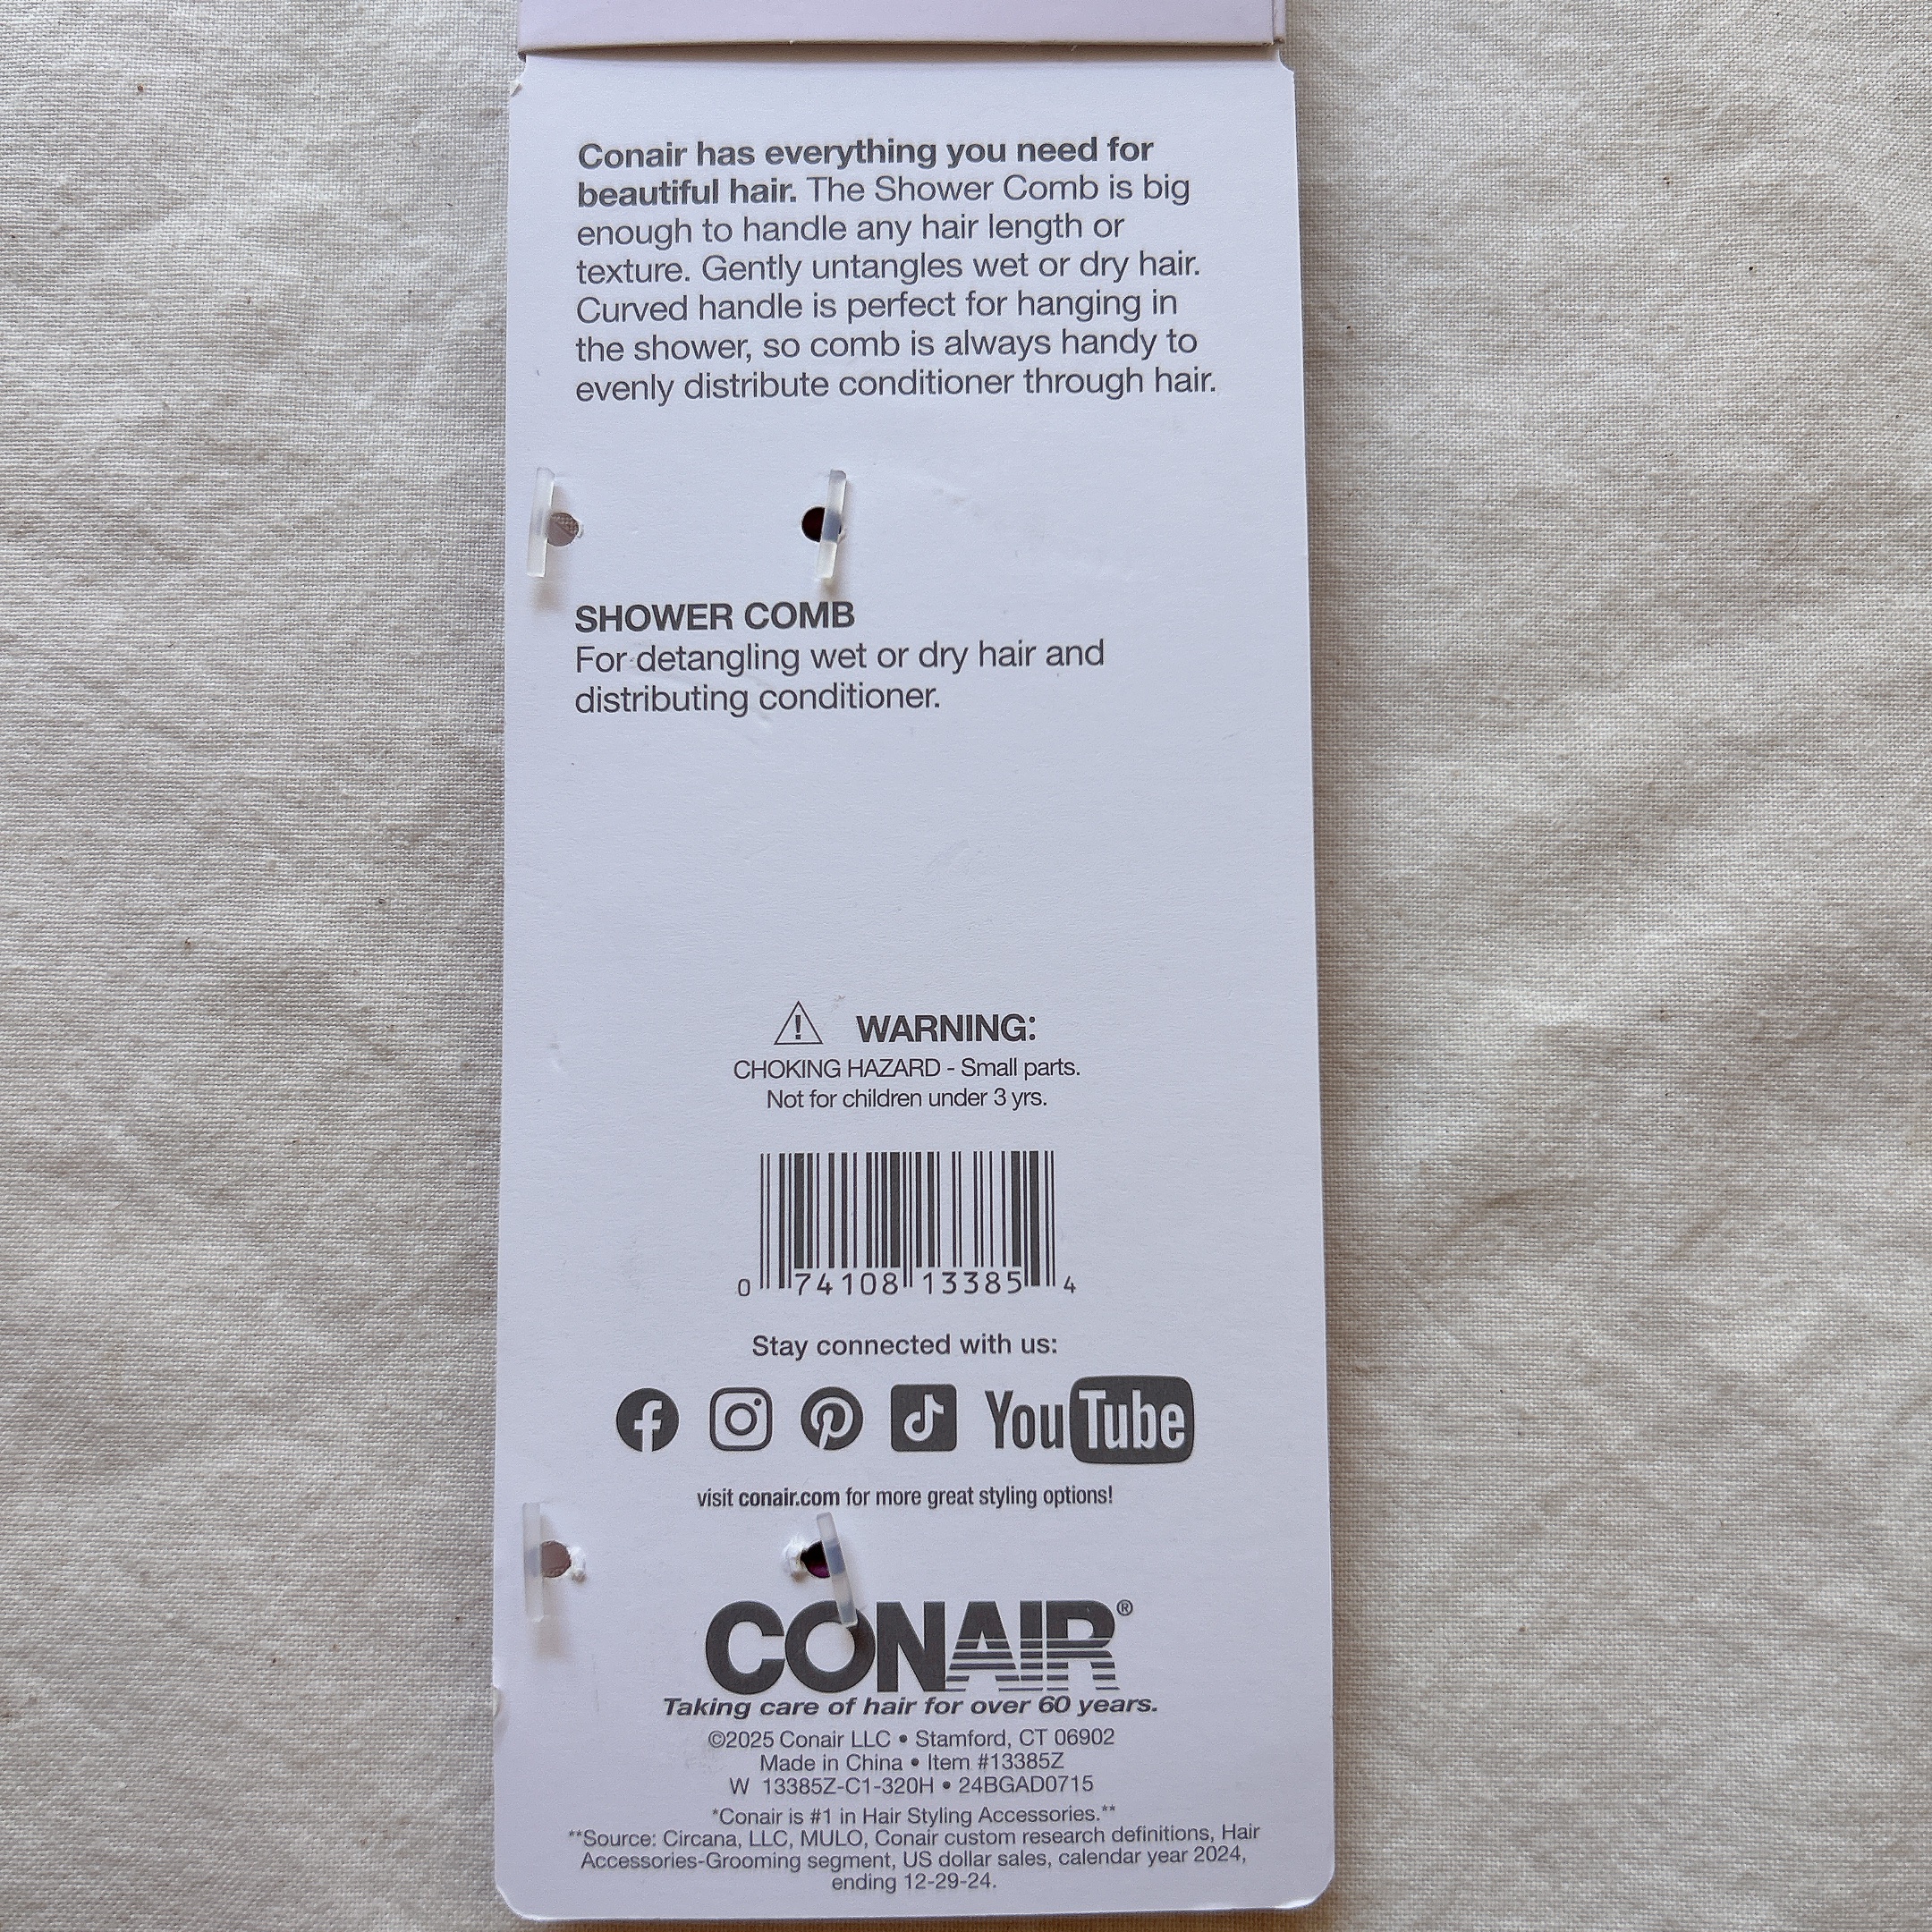 Conair has everything you need for
beautiful hair. The Shower Comb is big
enough to handle any hair length or
texture. Gently untangles wet or dry hair.
Curved handle is perfect for hanging in
the shower, so comb is always handy to
evenly distribute conditioner through hair.
SHOWER COMB
For detangling wet or dry hair and
distributing conditioner.
WARNING:
CHOKING HAZARD - Small parts.
Not for children under 3 yrs.
0 74108 13385 4
Stay connected with us:
YouTube
visit conair.com for more great styling options!
CONAIR®
Taking care of hair for over 60 years.
©2025 Conair LLC • Stamford, CT 06902
Made in China • Item #13385Z
W 13385Z-C1-320H • 24BGAD0715
*Conair is #1 in Hair Styling Accessories.**
**Source: Circana, LLC, MULO, Conair custom research definitions, Hair
Accessories-Grooming segment, US dollar sales, calendar year 2024,
ending 12-29-24.